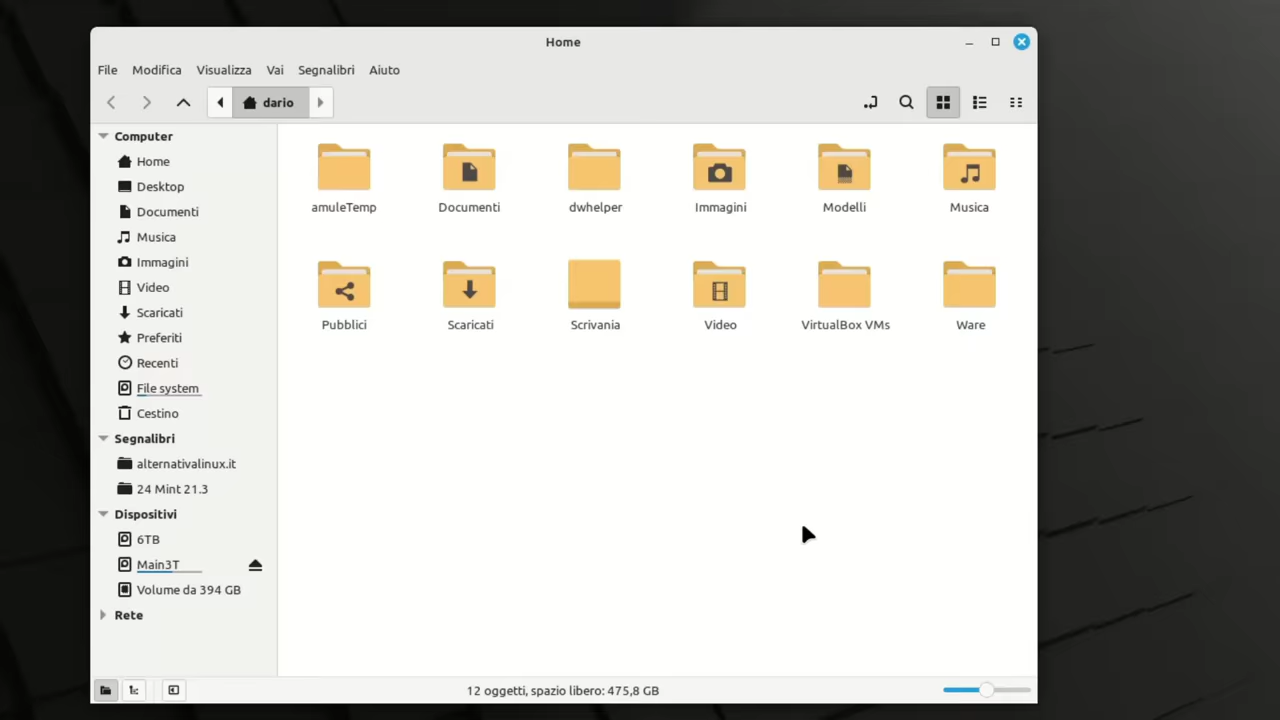 Home
File Modifica Visualizza Vai Segnalibri Aiuto
dario
Computer
Home
Desktop
Documenti
Musica
Immagini
Video
Scaricati
Preferiti
Recenti
File system
Cestino
Segnalibri
alternativalinux.it
24 Mint 21.3
Dispositivi
6TB
Main3T
Volume da 394 GB
Rete
amuleTemp Documenti dwhelper Immagini Modelli Musica
Pubblici Scaricati Scrivania Video VirtualBox VMs Ware
12 oggetti, spazio libero: 475,8 GB